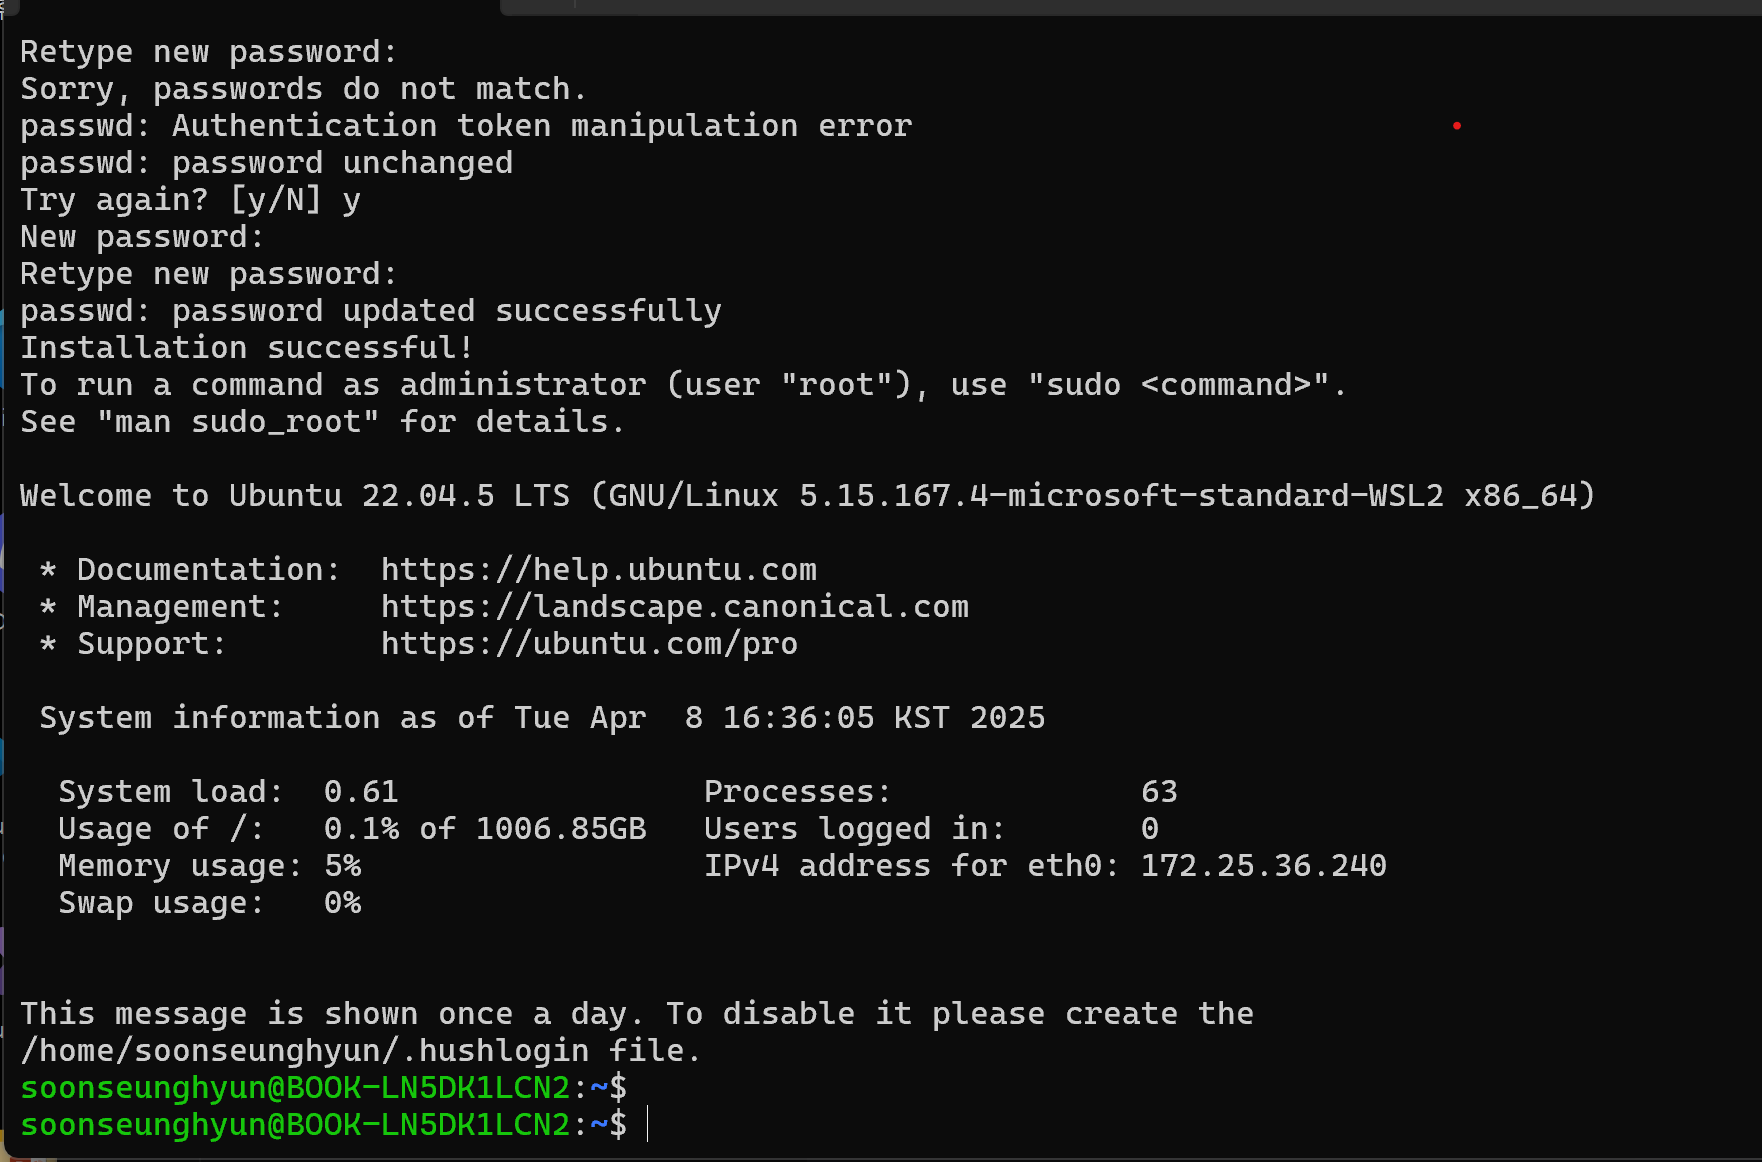 Retype new password:
Sorry, passwords do not match.
passwd: Authentication token manipulation error
passwd: password unchanged
Try again? [y/N] y
New password:
Retype new password:
passwd: password updated successfully
Installation successful!
To run a command as administrator (user "root"), use "sudo <command>".
See "man sudo_root" for details.

Welcome to Ubuntu 22.04.5 LTS (GNU/Linux 5.15.167.4-microsoft-standard-WSL2 x86_64)

 * Documentation:  https://help.ubuntu.com
 * Management:     https://landscape.canonical.com
 * Support:        https://ubuntu.com/pro

 System information as of Tue Apr  8 16:36:05 KST 2025

  System load:  0.61                Processes:             63
  Usage of /:   0.1% of 1006.85GB   Users logged in:       0
  Memory usage: 5%                  IPv4 address for eth0: 172.25.36.240
  Swap usage:   0%

This message is shown once a day. To disable it please create the
/home/soonseunghyun/.hushlogin file.
soonseunghyun@BOOK-LN5DK1LCN2:~$
soonseunghyun@BOOK-LN5DK1LCN2:~$